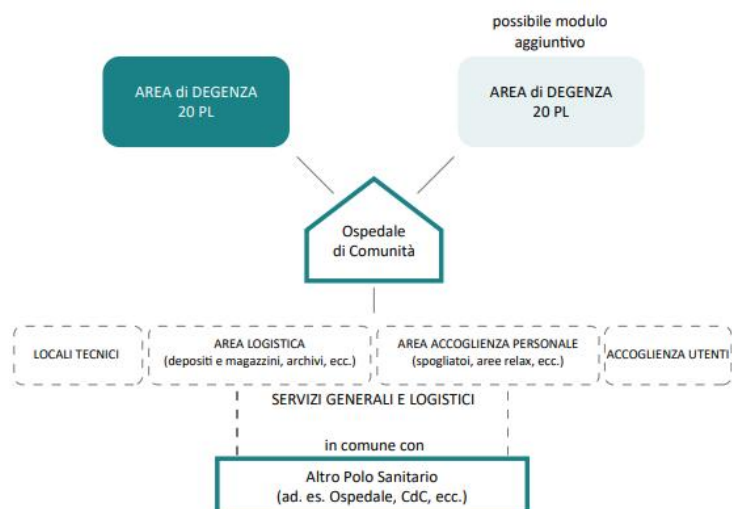 possibile modulo
aggiuntivo
AREA di DEGENZA
20 PL
AREA di DEGENZA
20 PL
Ospedale
di Comunità
LOCALI TECNICI
AREA LOGISTICA
(depositi e magazzini, archivi, ecc.)
AREA ACCOGLIENZA PERSONALE
(spogliatoi, aree relax, ecc.)
ACCOGLIENZA UTENTI
SERVIZI GENERALI E LOGISTICI
in comune con
Altro Polo Sanitario
(ad. es. Ospedale, CdC, ecc.)